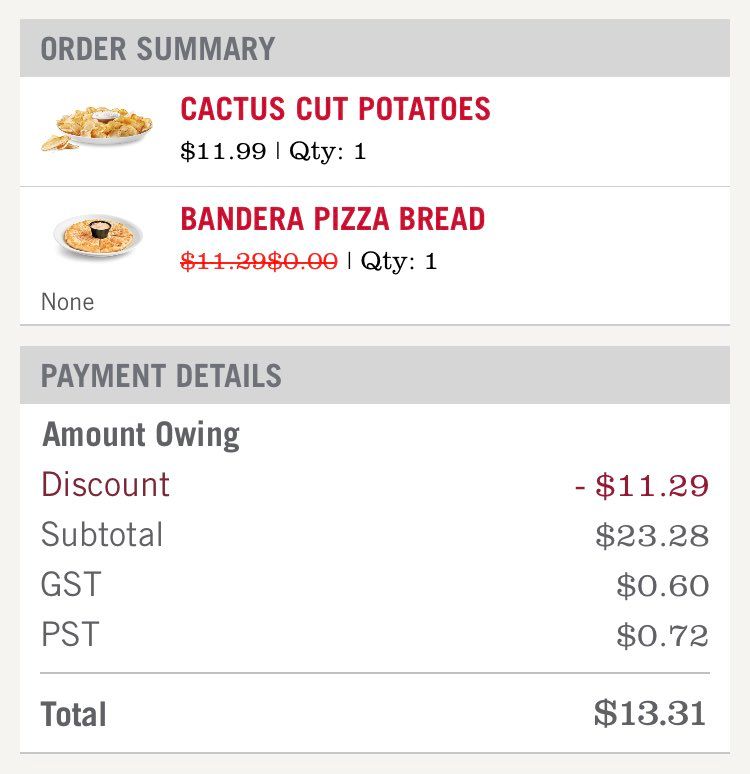 ORDER SUMMARY
CACTUS CUT POTATOES
$11.99 | Qty: 1
BANDERA PIZZA BREAD
$11.29$0.00 | Qty: 1
None
PAYMENT DETAILS
Amount Owing
Discount - $11.29
Subtotal $23.28
GST $0.60
PST $0.72
Total $13.31